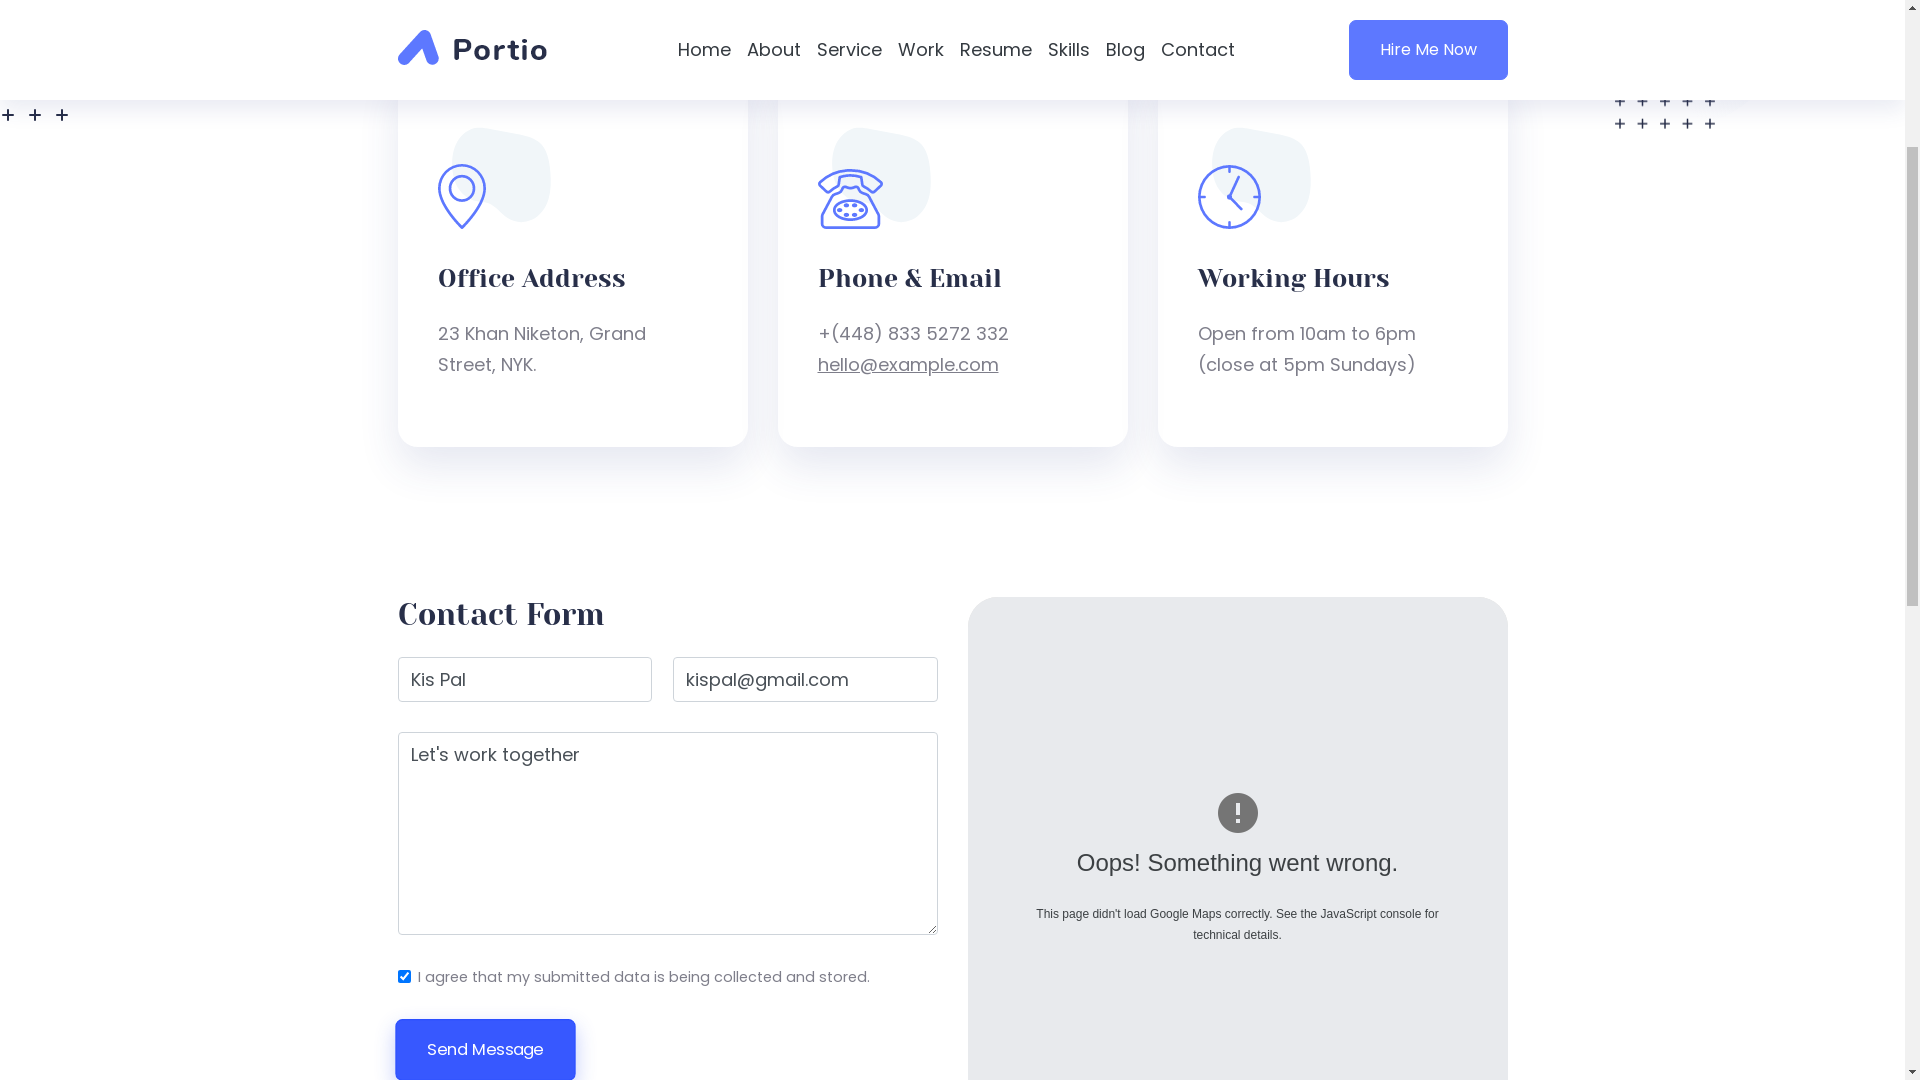 Portio
Home About Service Work Resume Skills Blog Contact
Hire Me Now
Office Address
23 Khan Niketon, Grand
Street, NYK.
Phone & Email
+(448) 833 5272 332
hello@example.com
Working Hours
Open from 10am to 6pm
(close at 5pm Sundays)
Contact Form
Kis Pal
kispal@gmail.com
Let's work together
I agree that my submitted data is being collected and stored.
Send Message
Oops! Something went wrong.
This page didn't load Google Maps correctly. See the JavaScript console for
technical details.